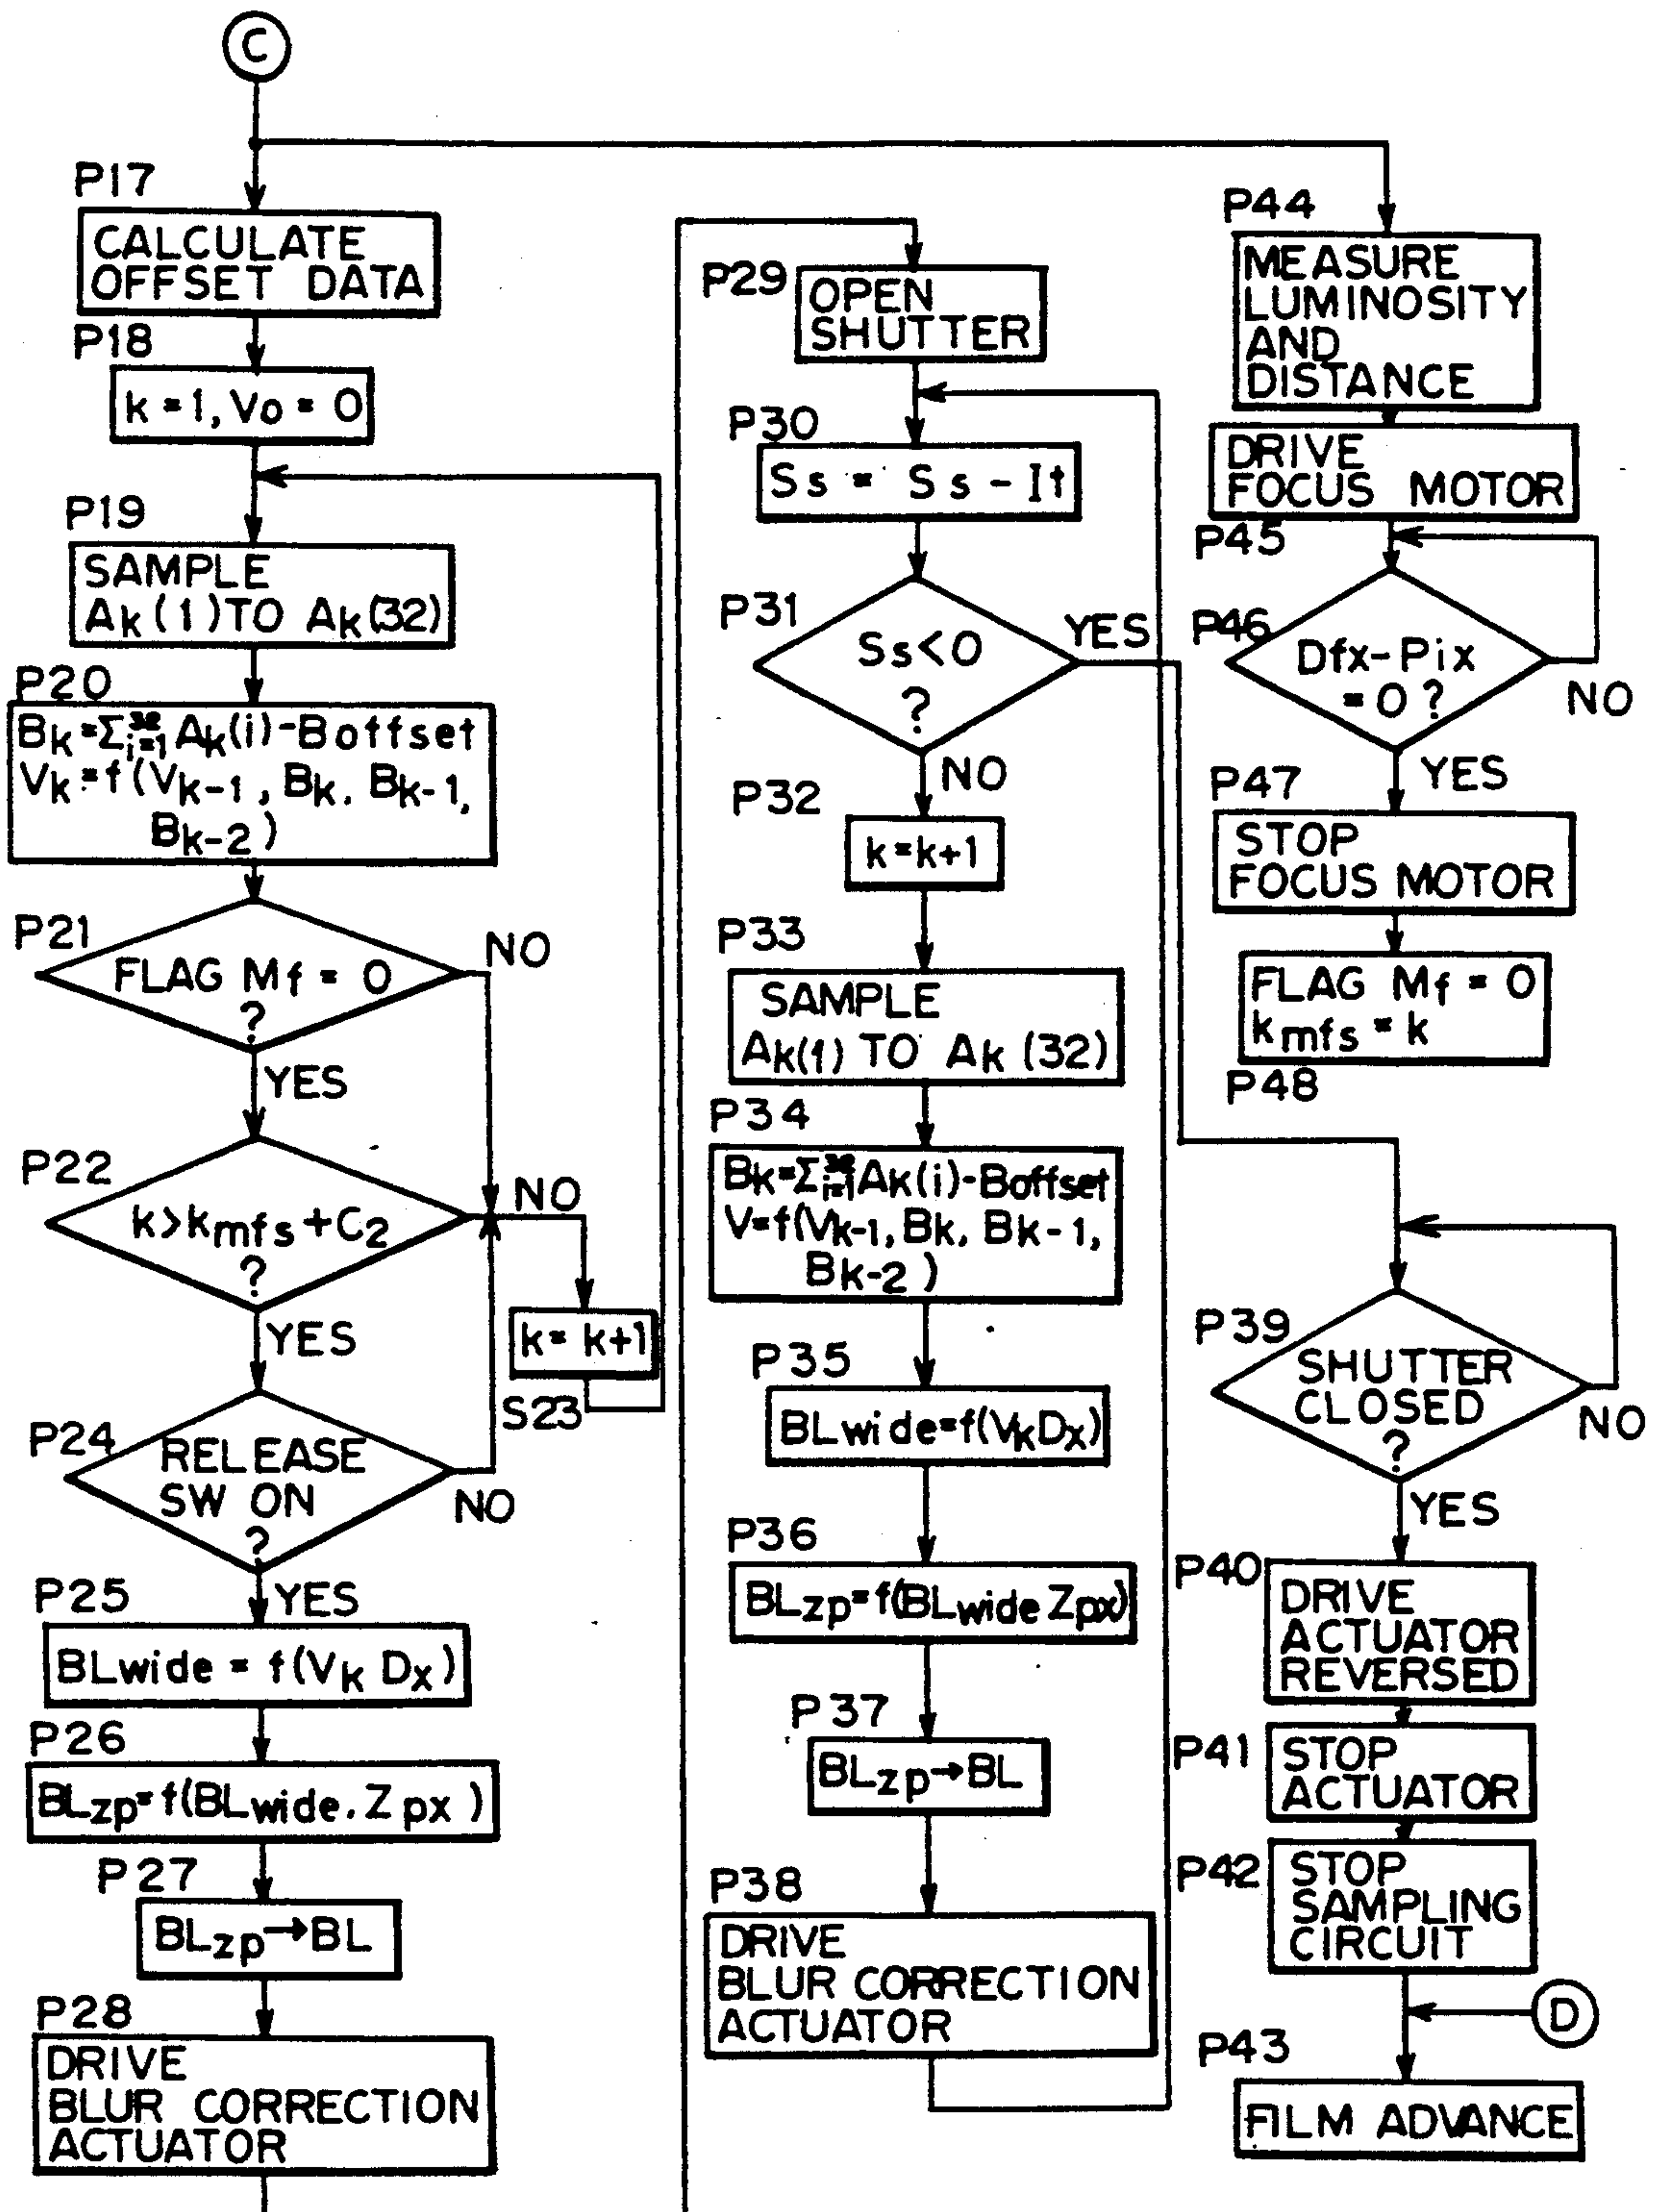 C
P17
CALCULATE
OFFSET DATA
P18
k = 1, Vo = 0
P19
SAMPLE
Ak(1) TO Ak(32)
P20
Bk=Σ32i=1 Ak(i)-Boffset
Vk=f(Vk-1, Bk, Bk-1,
Bk-2)
P21
FLAG Mf = 0
?
NO
YES
P22
k>kmfs+C2
?
NO
YES
k=k+1
S23
P24
RELEASE
SW ON
?
NO
YES
P25
BLwide = f(Vk Dx)
P26
BLzp=f(BLwide.Zpx)
P27
BLzp→BL
P28
DRIVE
BLUR CORRECTION
ACTUATOR
P29
OPEN
SHUTTER
P30
Ss = Ss - It
P31
Ss<0
?
YES
NO
P32
k=k+1
P33
SAMPLE
Ak(1) TO Ak(32)
P34
Bk=Σ32i=1 Ak(i)-Boffset
V=f(Vk-1, Bk, Bk-1,
Bk-2)
P35
BLwide=f(VkDx)
P36
BLzp=f(BLwide Zpx)
P37
BLzp→BL
P38
DRIVE
BLUR CORRECTION
ACTUATOR
P44
MEASURE
LUMINOSITY
AND
DISTANCE
DRIVE
FOCUS MOTOR
P45
P46
Dfx-Pix
=0 ?
NO
YES
P47
STOP
FOCUS MOTOR
FLAG Mf = 0
kmfs = k
P48
P39
SHUTTER
CLOSED
?
NO
YES
P40
DRIVE
ACTUATOR
REVERSED
P41
STOP
ACTUATOR
P42
STOP
SAMPLING
CIRCUIT
D
P43
FILM ADVANCE